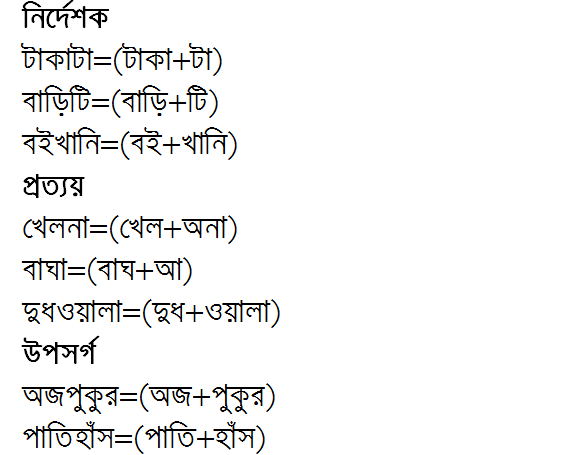 নির্দেশক
টাকাটা=(টাকা+টা)
বাড়িটি=(বাড়ি+টি)
বইখানি=(বই+খানি)
প্রত্যয়
খেলনা=(খেল+অনা)
বাঘা=(বাঘ+আ)
দুধওয়ালা=(দুধ+ওয়ালা)
উপসর্গ
অজপুকুর=(অজ+পুকুর)
পাতিহাঁস=(পাতি+হাঁস)